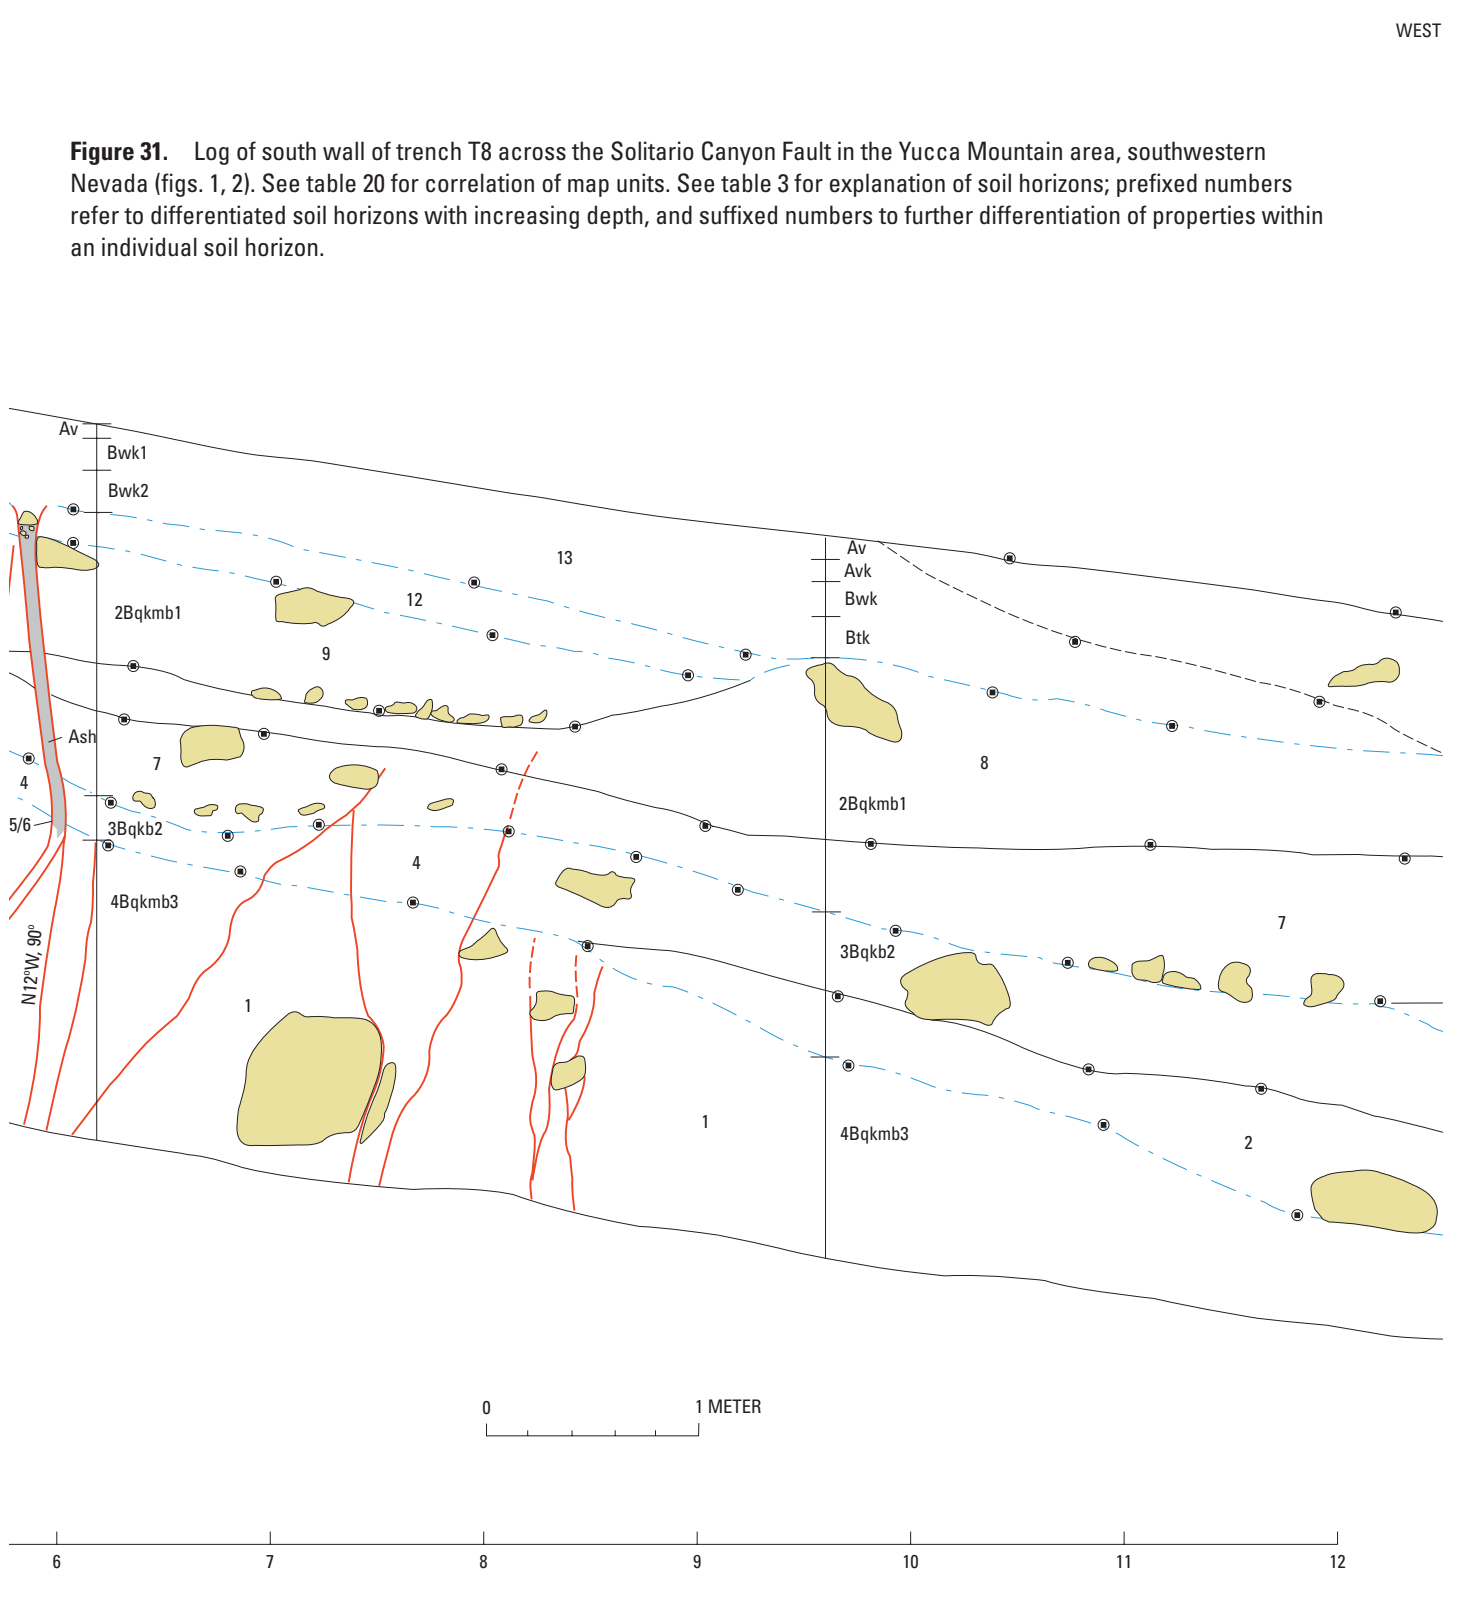 WEST
Figure 31. Log of south wall of trench T8 across the Solitario Canyon Fault in the Yucca Mountain area, southwestern
Nevada (figs. 1, 2). See table 20 for correlation of map units. See table 3 for explanation of soil horizons; prefixed numbers
refer to differentiated soil horizons with increasing depth, and suffixed numbers to further differentiation of properties within
an individual soil horizon.
Av
Bwk1
Bwk2
13
Av
Avk
Bwk
12
2Bqkmb1
Btk
9
Ash
7
8
4
2Bqkmb1
5/6
3Bqkb2
4
4Bqkmb3
7
3Bqkb2
N12°W, 90°
1
1
4Bqkmb3
2
0
1 METER
6
7
8
9
10
11
12